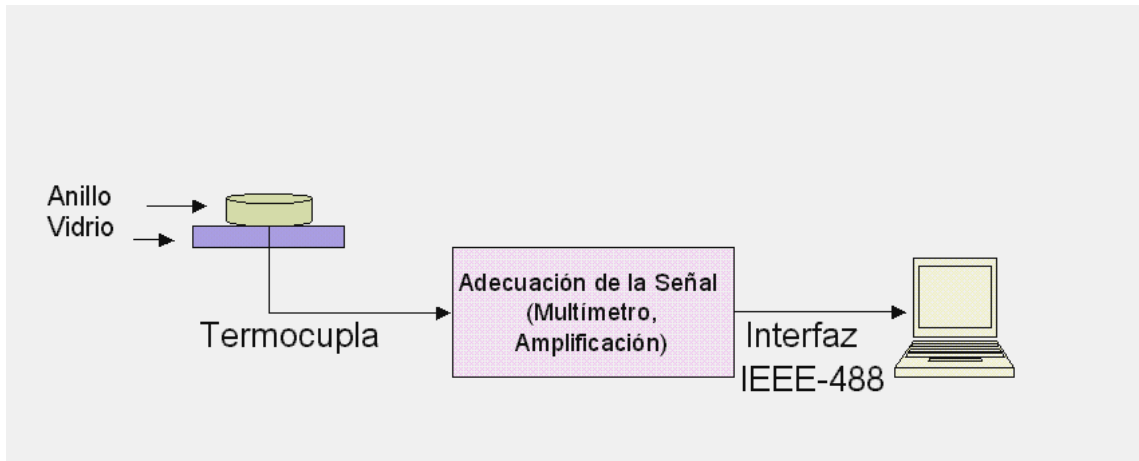 Anillo
Vidrio
Termocupla
Adecuación de la Señal
(Multímetro,
Amplificación)
Interfaz
IEEE-488